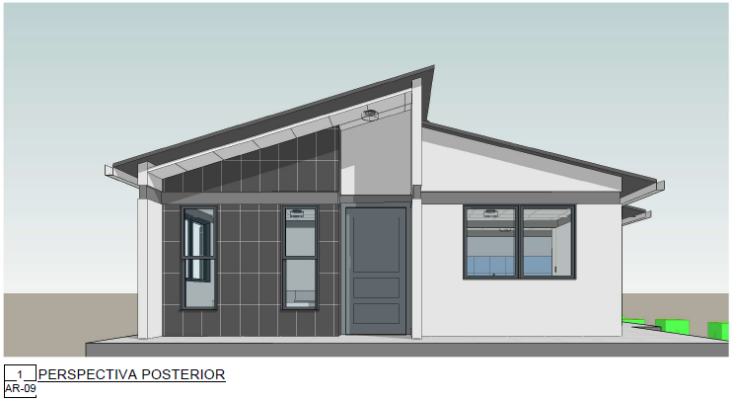 1 PERSPECTIVA POSTERIOR
AR-09